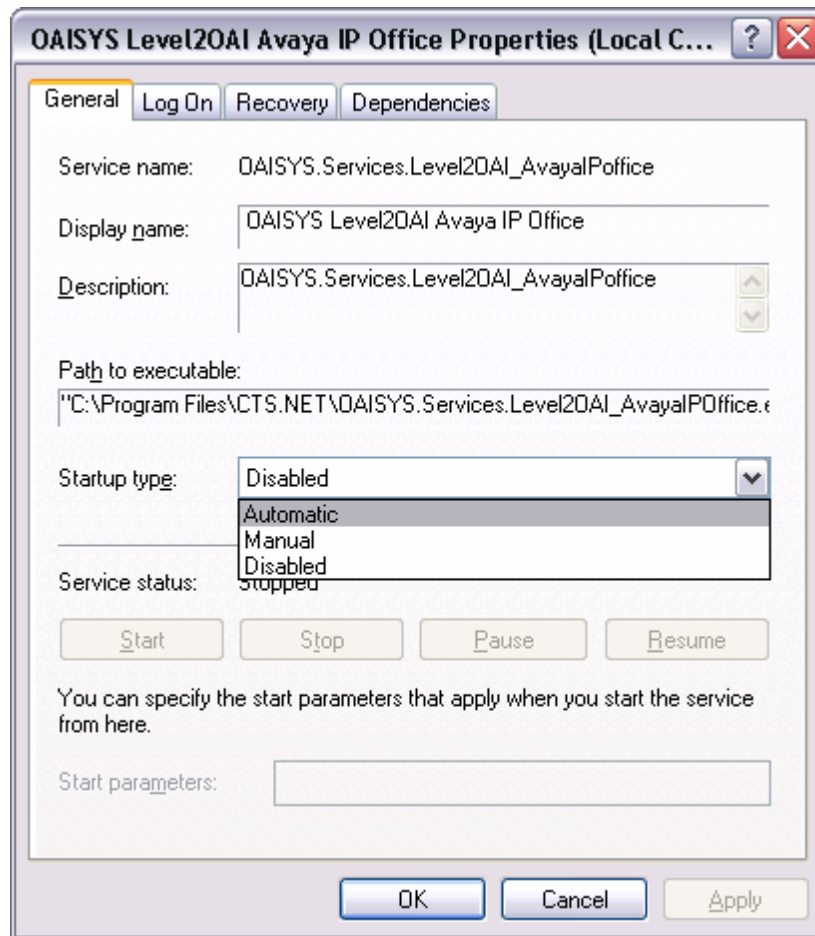 OAISYS Level2OAI Avaya IP Office Properties (Local C...
General Log On Recovery Dependencies
Service name: OAISYS.Services.Level2OAI_AvayaIPoffice
Display name: OAISYS Level2OAI Avaya IP Office
Description: OAISYS.Services.Level2OAI_AvayaIPoffice
Path to executable:
"C:\Program Files\CTS.NET\OAISYS.Services.Level2OAI_AvayaIPOffice.e
Startup type: Disabled
Automatic
Manual
Disabled
Service status: Stopped
Start Stop Pause Resume
You can specify the start parameters that apply when you start the service
from here.
Start parameters:
OK Cancel Apply